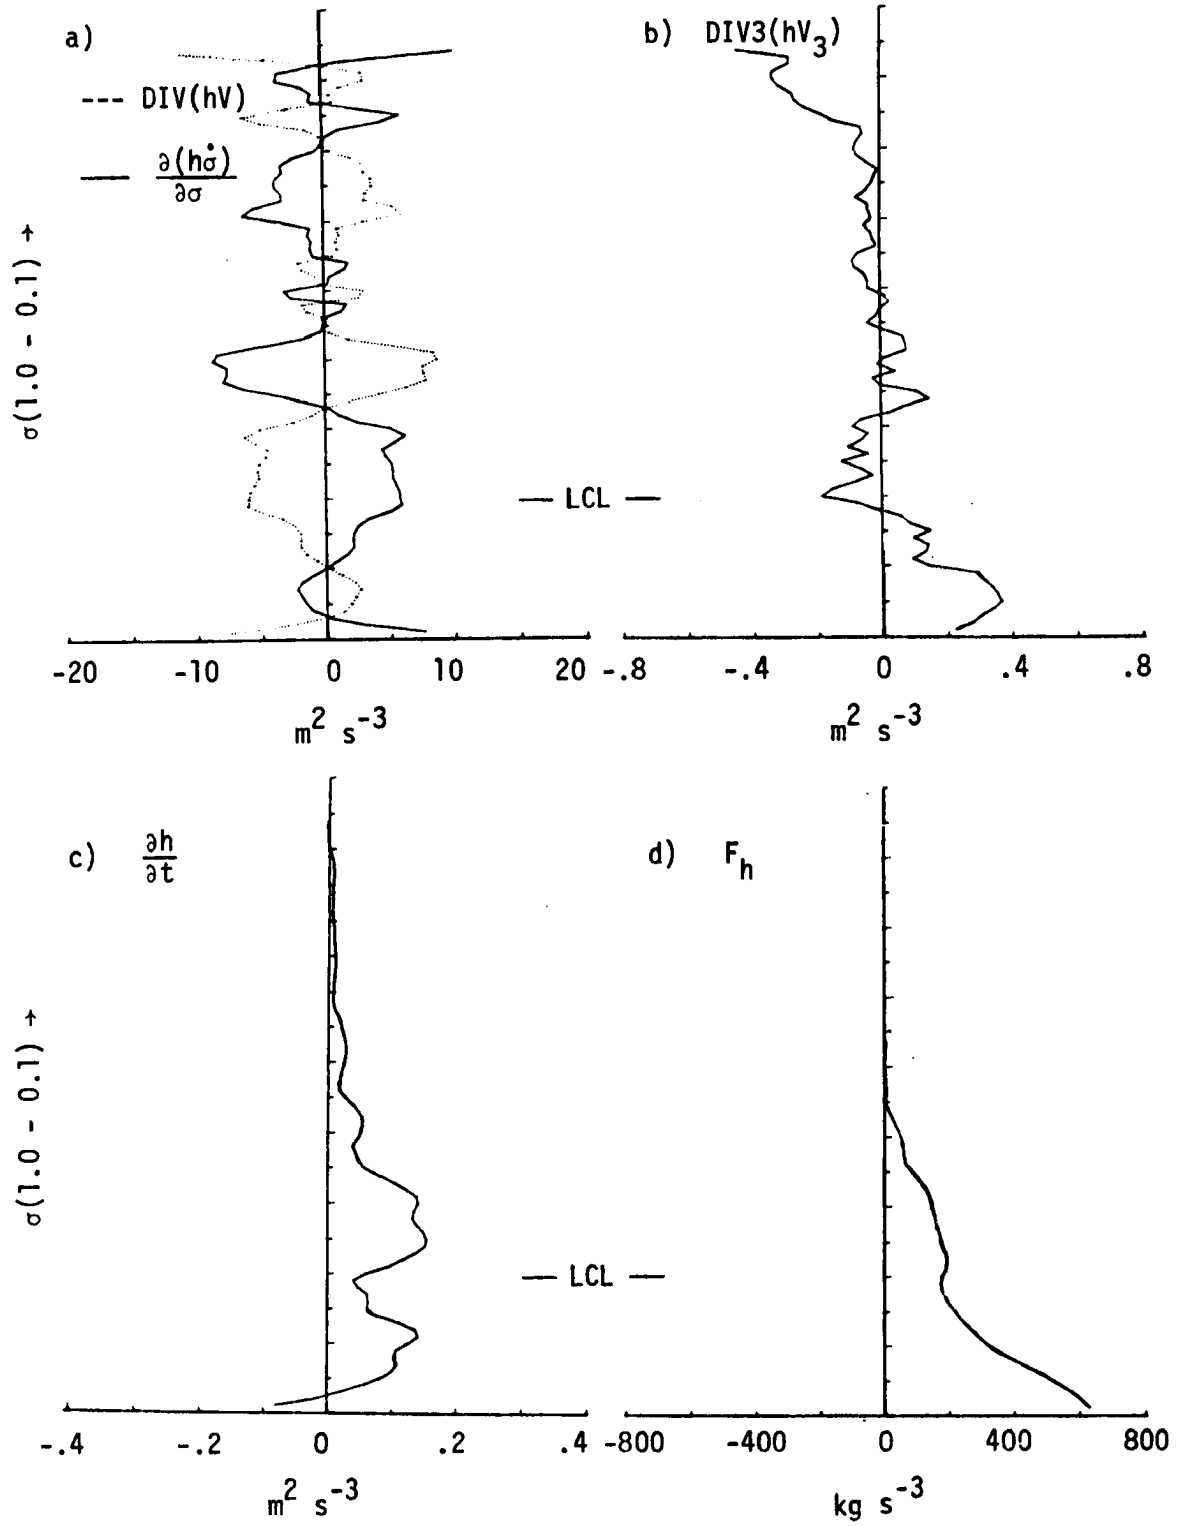 a)
--- DIV(hV)
— ∂(hσ̇)
∂σ
b) DIV3(hV₃)
σ(1.0 - 0.1) →
— LCL —
-20 -10 0 10 20
m² s⁻³
-.8 -.4 0 .4 .8
m² s⁻³
c) ∂h
∂t
d) F_h
σ(1.0 - 0.1) →
— LCL —
-.4 -.2 0 .2 .4
m² s⁻³
-800 -400 0 400 800
kg s⁻³